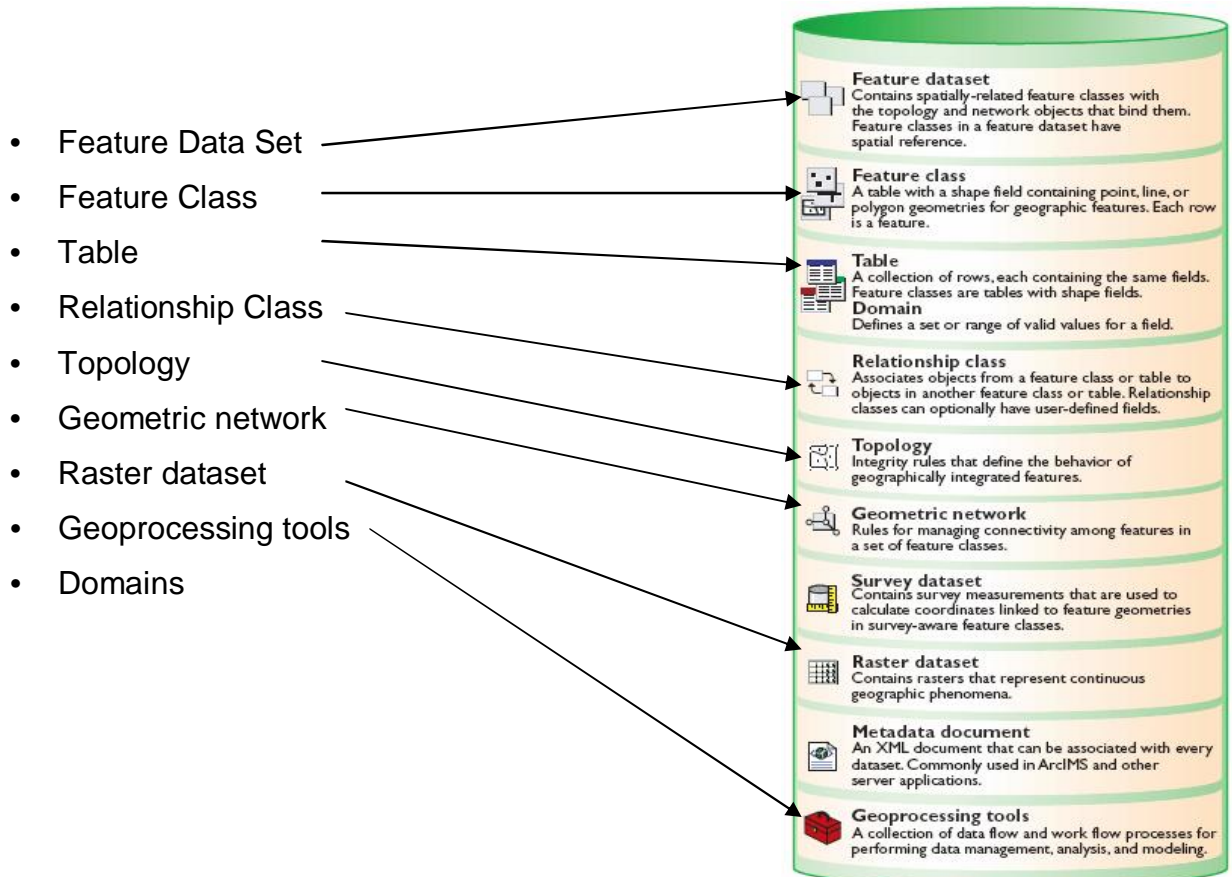 • Feature Data Set
• Feature Class
• Table
• Relationship Class
• Topology
• Geometric network
• Raster dataset
• Geoprocessing tools
• Domains
Feature dataset
Contains spatially-related feature classes with
the topology and network objects that bind them.
Feature classes in a feature dataset have
spatial reference.
Feature class
A table with a shape field containing point, line, or
polygon geometries for geographic features. Each row
is a feature.
Table
A collection of rows, each containing the same fields.
Feature classes are tables with shape fields.
Domain
Defines a set or range of valid values for a field.
Relationship class
Associates objects from a feature class or table to
objects in another feature class or table. Relationship
classes can optionally have user-defined fields.
Topology
Integrity rules that define the behavior of
geographically integrated features.
Geometric network
Rules for managing connectivity among features in
a set of feature classes.
Survey dataset
Contains survey measurements that are used to
calculate coordinates linked to feature geometries
in survey-aware feature classes.
Raster dataset
Contains rasters that represent continuous
geographic phenomena.
Metadata document
An XML document that can be associated with every
dataset. Commonly used in ArcIMS and other
server applications.
Geoprocessing tools
A collection of data flow and work flow processes for
performing data management, analysis, and modeling.